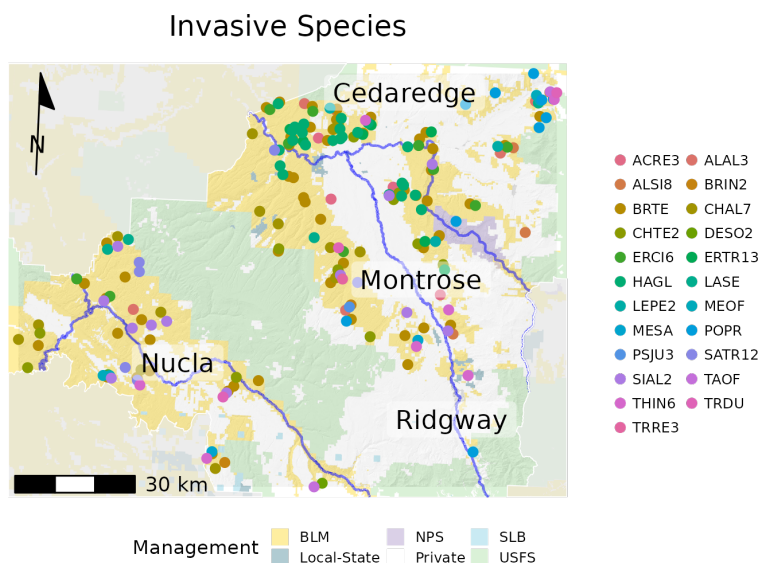 Invasive Species
Cedaredge
N
ACRE3 ALAL3
ALSI8 BRIN2
BRTE CHAL7
CHTE2 DESO2
ERCI6 ERTR13
Montrose
HAGL LASE
LEPE2 MEOF
MESA POPR
PSJU3 SATR12
Nucla
SIAL2 TAOF
THIN6 TRDU
Ridgway
TRRE3
30 km
Management
BLM NPS SLB
Local-State Private USFS